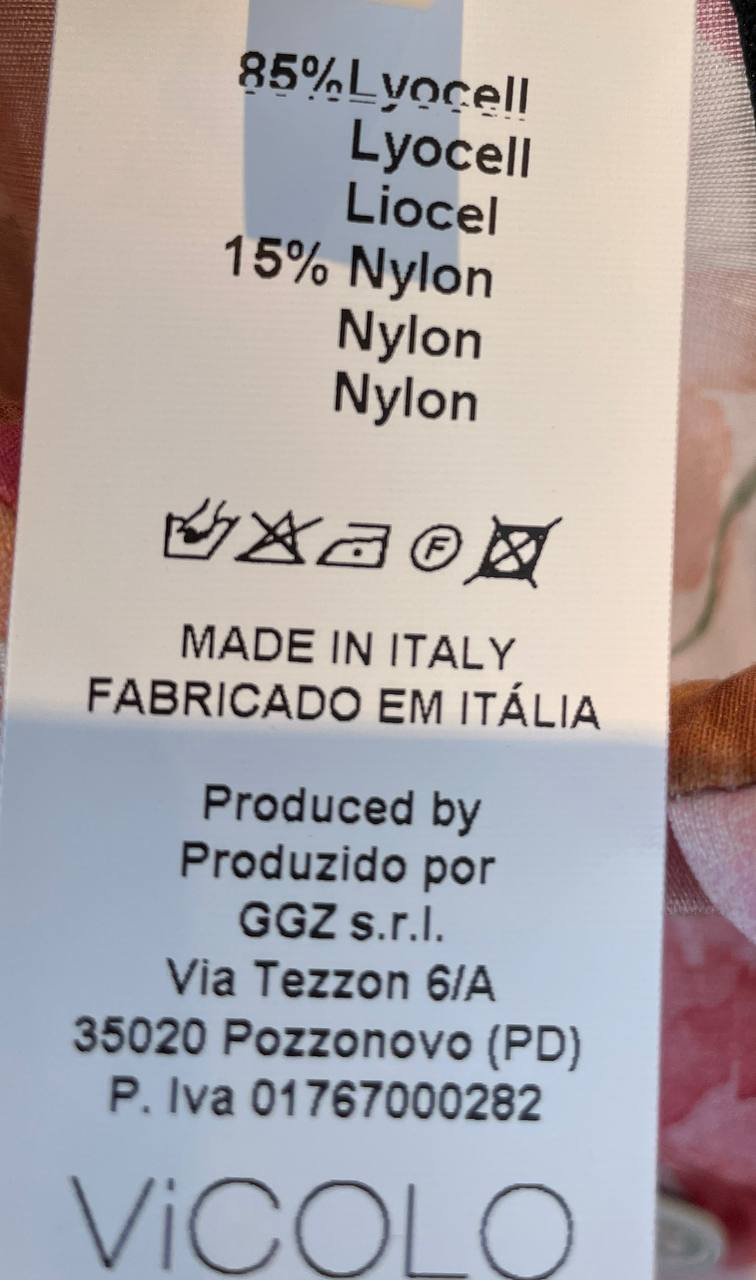 85%Lyocell
Lyocell
Liocel
15% Nylon
Nylon
Nylon
F
MADE IN ITALY
FABRICADO EM ITÁLIA
Produced by
Produzido por
GGZ s.r.l.
Via Tezzon 6/A
35020 Pozzonovo (PD)
P. Iva 01767000282
ViCOLO